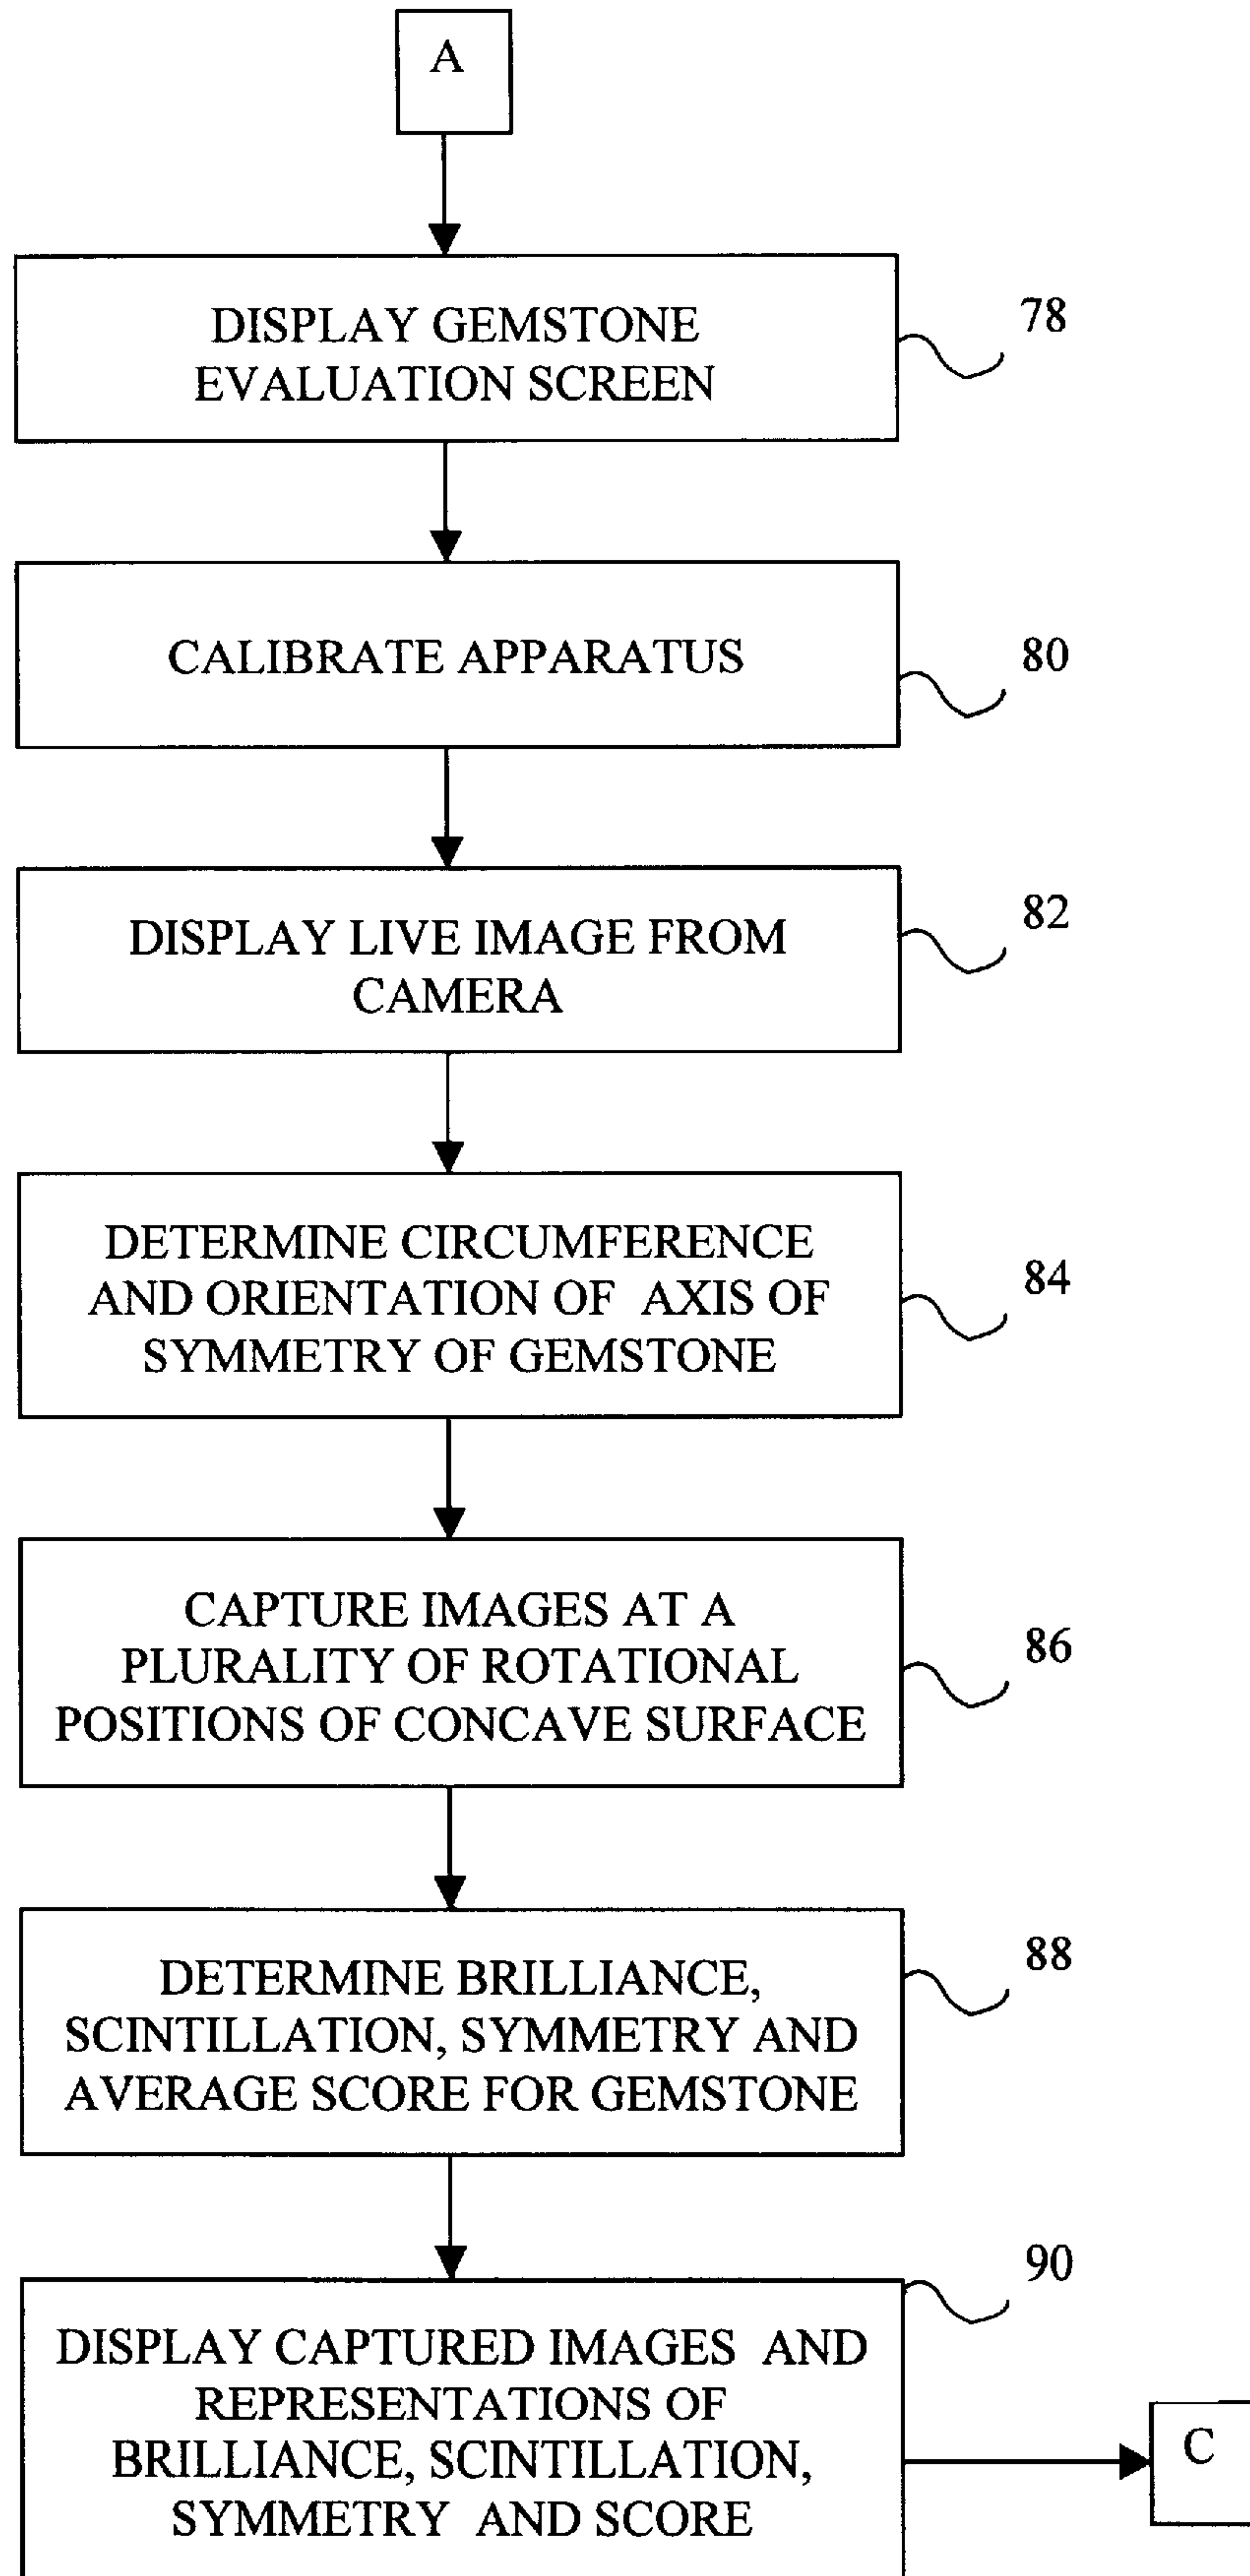 A
DISPLAY GEMSTONE
EVALUATION SCREEN
78
CALIBRATE APPARATUS
80
DISPLAY LIVE IMAGE FROM
CAMERA
82
DETERMINE CIRCUMFERENCE
AND ORIENTATION OF AXIS OF
SYMMETRY OF GEMSTONE
84
CAPTURE IMAGES AT A
PLURALITY OF ROTATIONAL
POSITIONS OF CONCAVE SURFACE
86
DETERMINE BRILLIANCE,
SCINTILLATION, SYMMETRY AND
AVERAGE SCORE FOR GEMSTONE
88
DISPLAY CAPTURED IMAGES AND
REPRESENTATIONS OF
BRILLIANCE, SCINTILLATION,
SYMMETRY AND SCORE
90
C